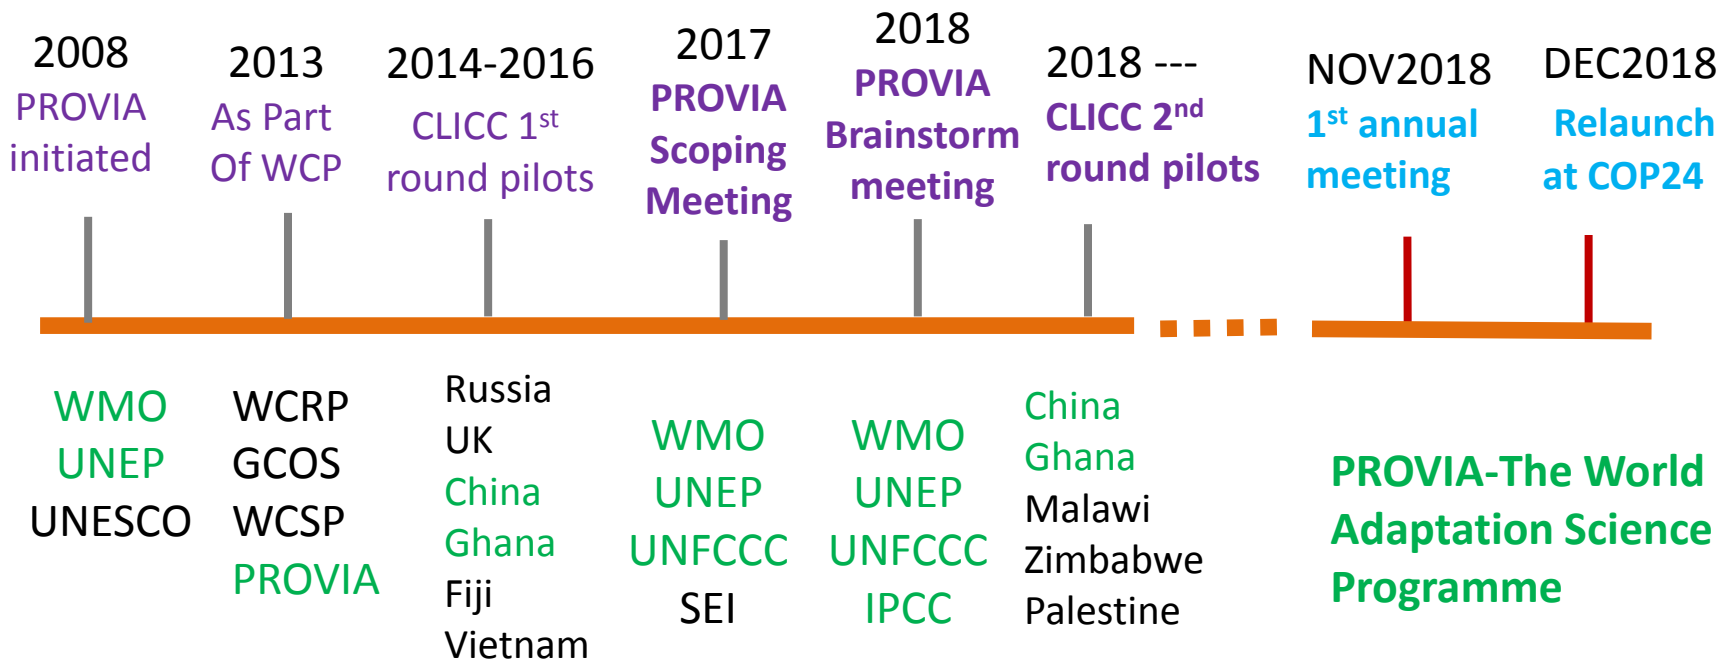 2008
PROVIA
initiated
2013
As Part
Of WCP
2014-2016
CLICC 1st
round pilots
2017
PROVIA
Scoping
Meeting
2018
PROVIA
Brainstorm
meeting
2018 ---
CLICC 2nd
round pilots
NOV2018
1st annual
meeting
DEC2018
Relaunch
at COP24
WMO
UNEP
UNESCO
WCRP
GCOS
WCSP
PROVIA
Russia
UK
China
Ghana
Fiji
Vietnam
WMO
UNEP
UNFCCC
SEI
WMO
UNEP
UNFCCC
IPCC
China
Ghana
Malawi
Zimbabwe
Palestine
PROVIA-The World
Adaptation Science
Programme